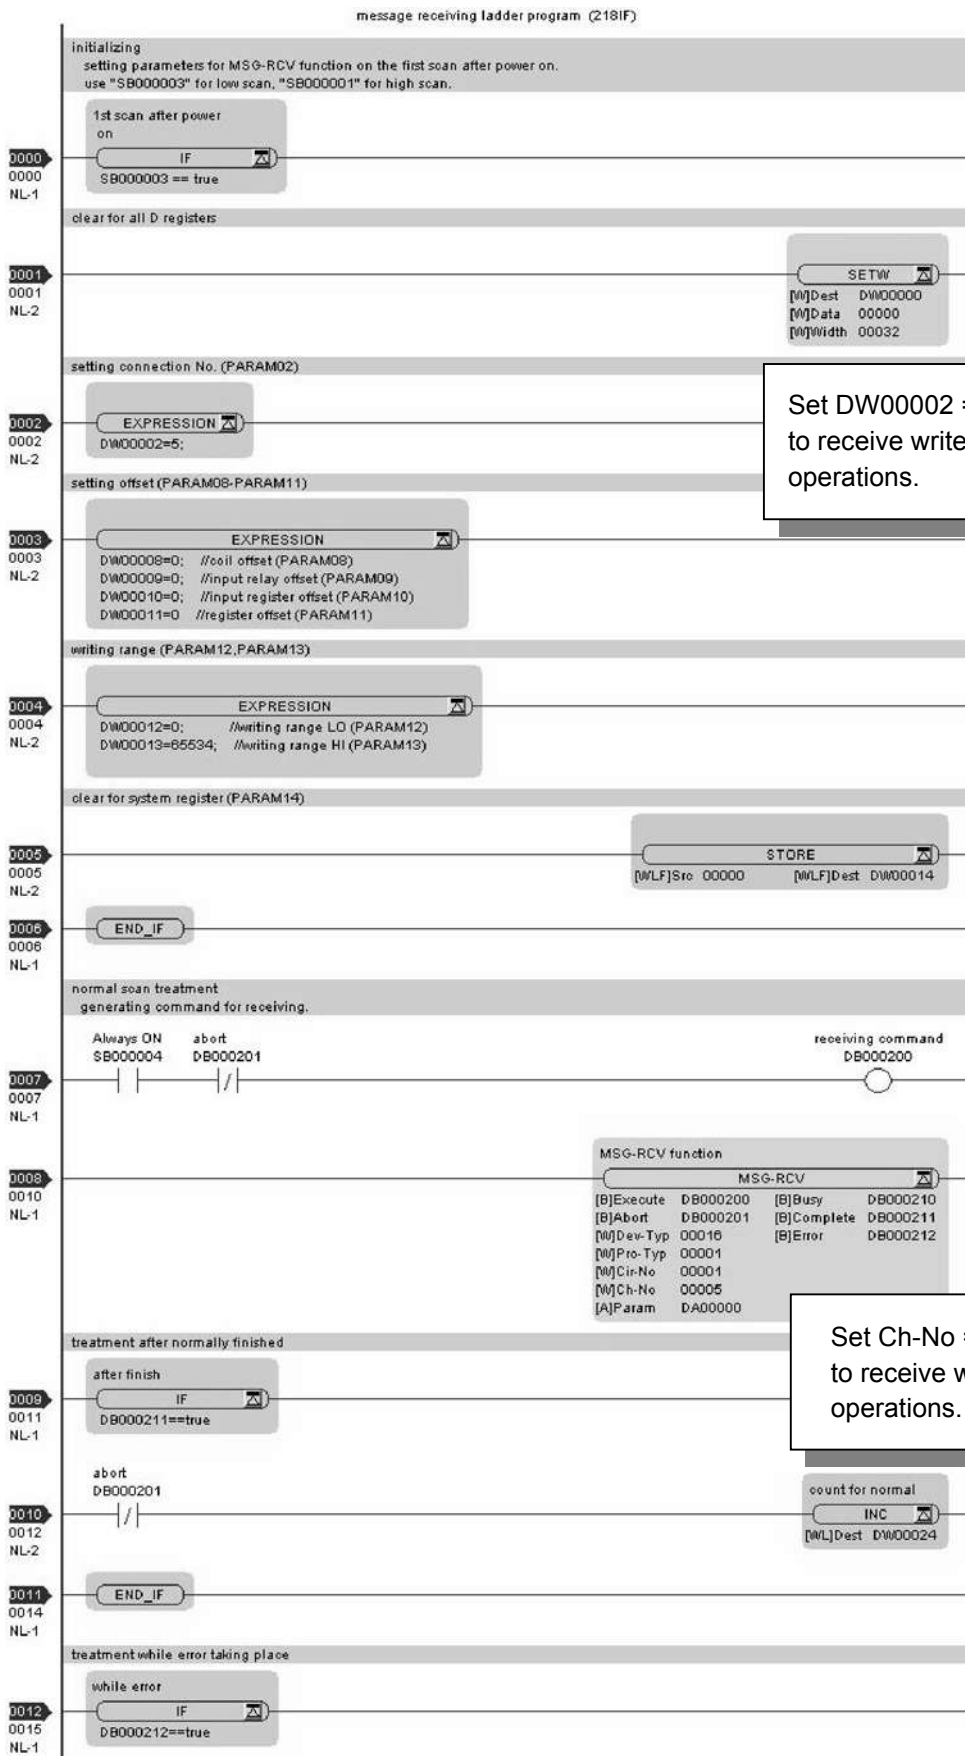 message receiving ladder program (218IF)
initializing
setting parameters for MSG-RCV function on the first scan after power on.
use "SB000003" for low scan, "SB000001" for high scan.
1st scan after power
on
0000
IF
0000
SB000003 == true
NL-1
clear for all D registers
0001
SETW
0001
[W]Dest DW00000
NL-2
[W]Data 00000
[W]Width 00032
setting connection No. (PARAM02)
0002
EXPRESSION
0002
DW00002=5;
NL-2
Set DW00002 =
to receive write
operations.
setting offset (PARAM08-PARAM11)
0003
EXPRESSION
0003
DW00008=0; //coil offset (PARAM08)
NL-2
DW00009=0; //input relay offset (PARAM09)
DW00010=0; //input register offset (PARAM10)
DW00011=0 //register offset (PARAM11)
writing range (PARAM12,PARAM13)
0004
EXPRESSION
0004
DW00012=0; //writing range LO (PARAM12)
NL-2
DW00013=65534; //writing range HI (PARAM13)
clear for system register (PARAM14)
0005
STORE
0005
[WLF]Src 00000 [WLF]Dest DW00014
NL-2
0006
END_IF
0006
NL-1
normal scan treatment
generating command for receiving.
Always ON abort receiving command
SB000004 DB000201 DB000200
0007
0007
NL-1
MSG-RCV function
0008
MSG-RCV
0010
[B]Execute DB000200 [B]Busy DB000210
NL-1
[B]Abort DB000201 [B]Complete DB000211
[W]Dev-Typ 00016 [B]Error DB000212
[W]Pro-Typ 00001
[W]Cir-No 00001
[W]Ch-No 00005
[A]Param DA00000
Set Ch-No =
to receive w
operations.
treatment after normally finished
after finish
0009
IF
0011
DB000211==true
NL-1
abort
DB000201
count for normal
0010
INC
0012
[WL]Dest DW00024
NL-2
0011
END_IF
0014
NL-1
treatment while error taking place
while error
0012
IF
0015
DB000212==true
NL-1